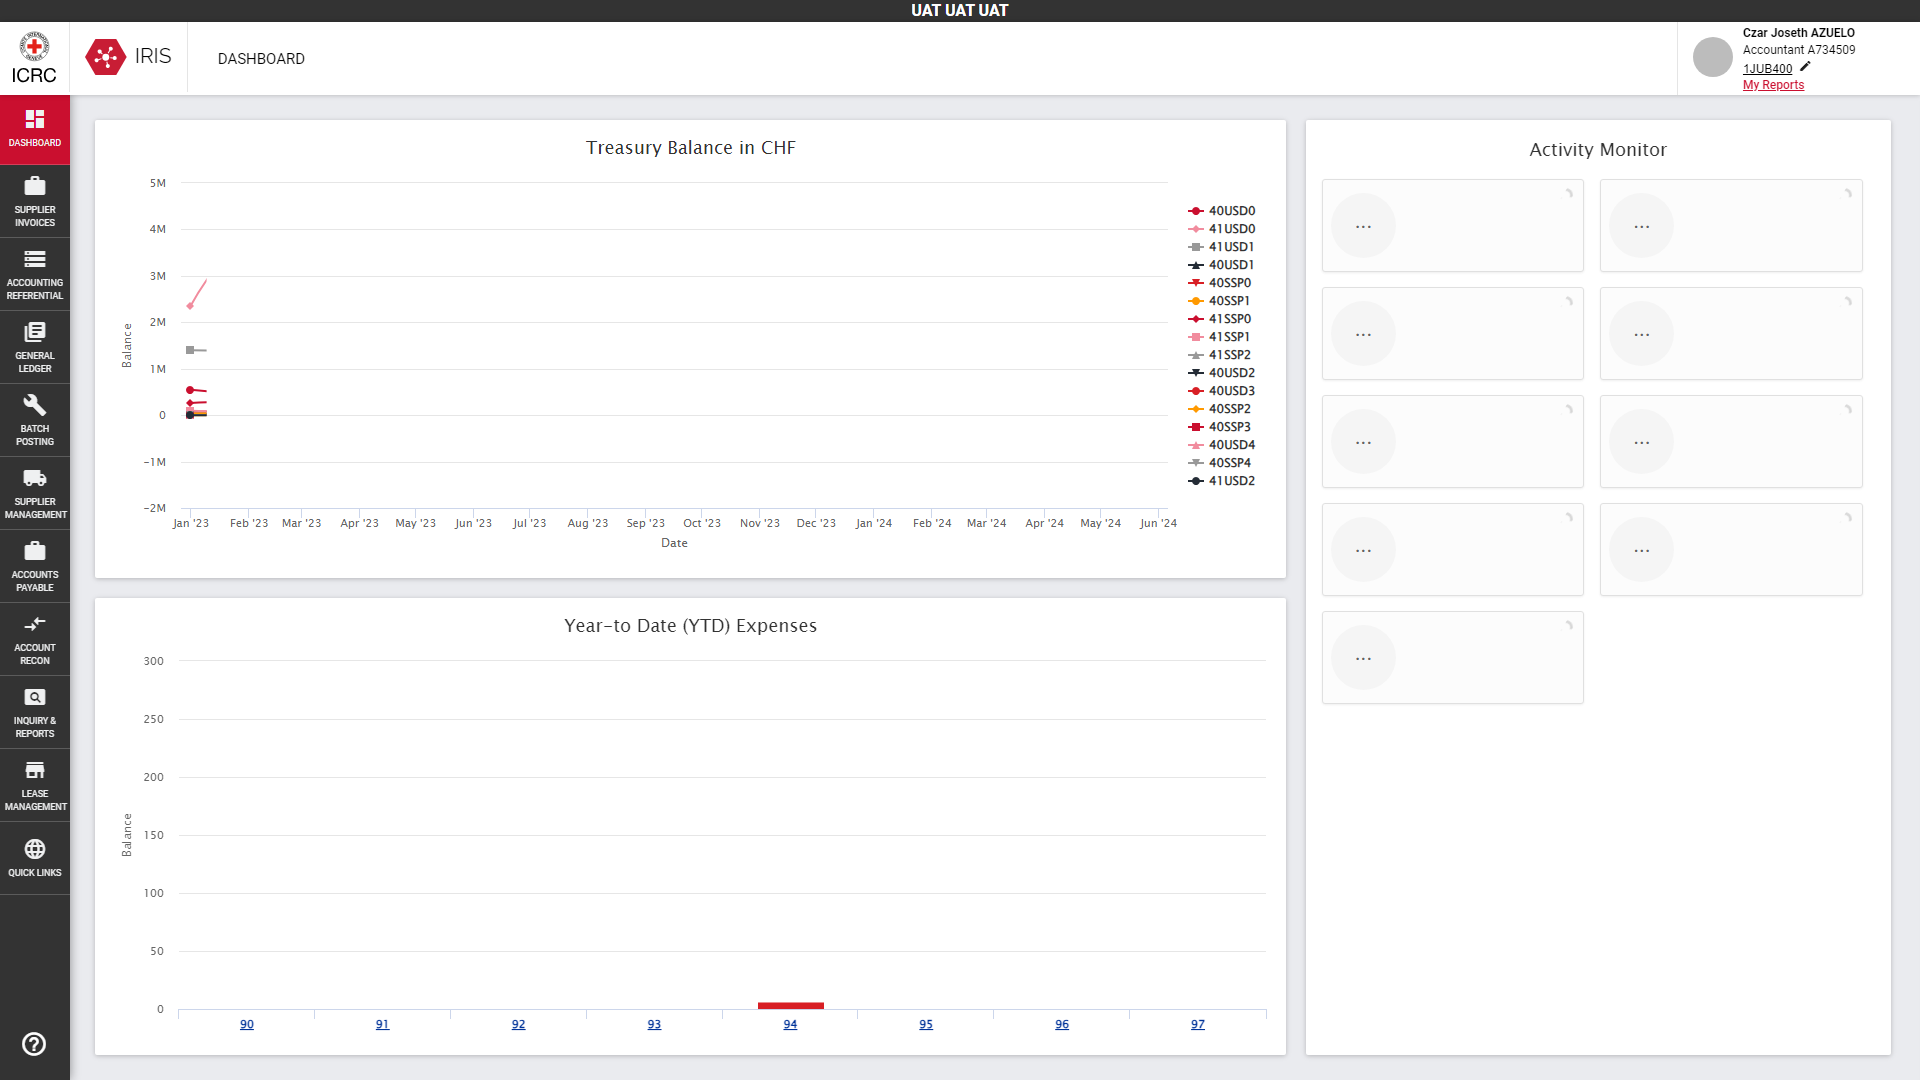 UAT UAT UAT
ICRC
IRIS
DASHBOARD
Czar Joseth AZUELO
Accountant A734509
1JUB400
My Reports
DASHBOARD
SUPPLIER
INVOICES
ACCOUNTING
REFERENTIAL
GENERAL
LEDGER
BATCH
POSTING
SUPPLIER
MANAGEMENT
ACCOUNTS
PAYABLE
ACCOUNT
RECON
INQUIRY &
REPORTS
LEASE
MANAGEMENT
QUICK LINKS
Treasury Balance in CHF
5M
4M
3M
2M
1M
0
-1M
-2M
Balance
Jan '23 Feb '23 Mar '23 Apr '23 May '23 Jun '23 Jul '23 Aug '23 Sep '23 Oct '23 Nov '23 Dec '23 Jan '24 Feb '24 Mar '24 Apr '24 May '24 Jun '24
Date
40USD0
41USD0
41USD1
40USD1
40SSP0
40SSP1
41SSP0
41SSP1
41SSP2
40USD2
40USD3
40SSP2
40SSP3
40USD4
40SSP4
41USD2
Year-to Date (YTD) Expenses
300
250
200
150
100
50
0
Balance
90 91 92 93 94 95 96 97
Activity Monitor
... ...
... ...
... ...
... ...
...